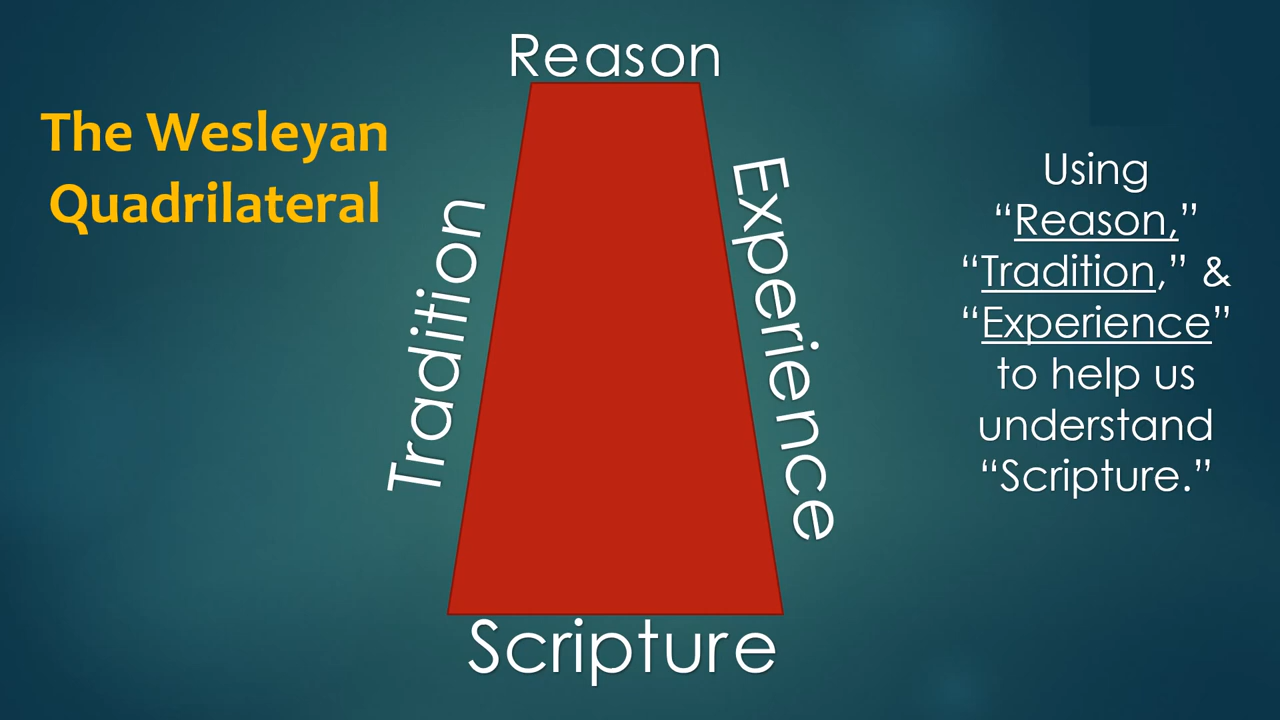 The Wesleyan
Quadrilateral
Reason
Tradition
Experience
Scripture
Using
“Reason,”
“Tradition,” &
“Experience”
to help us
understand
“Scripture.”